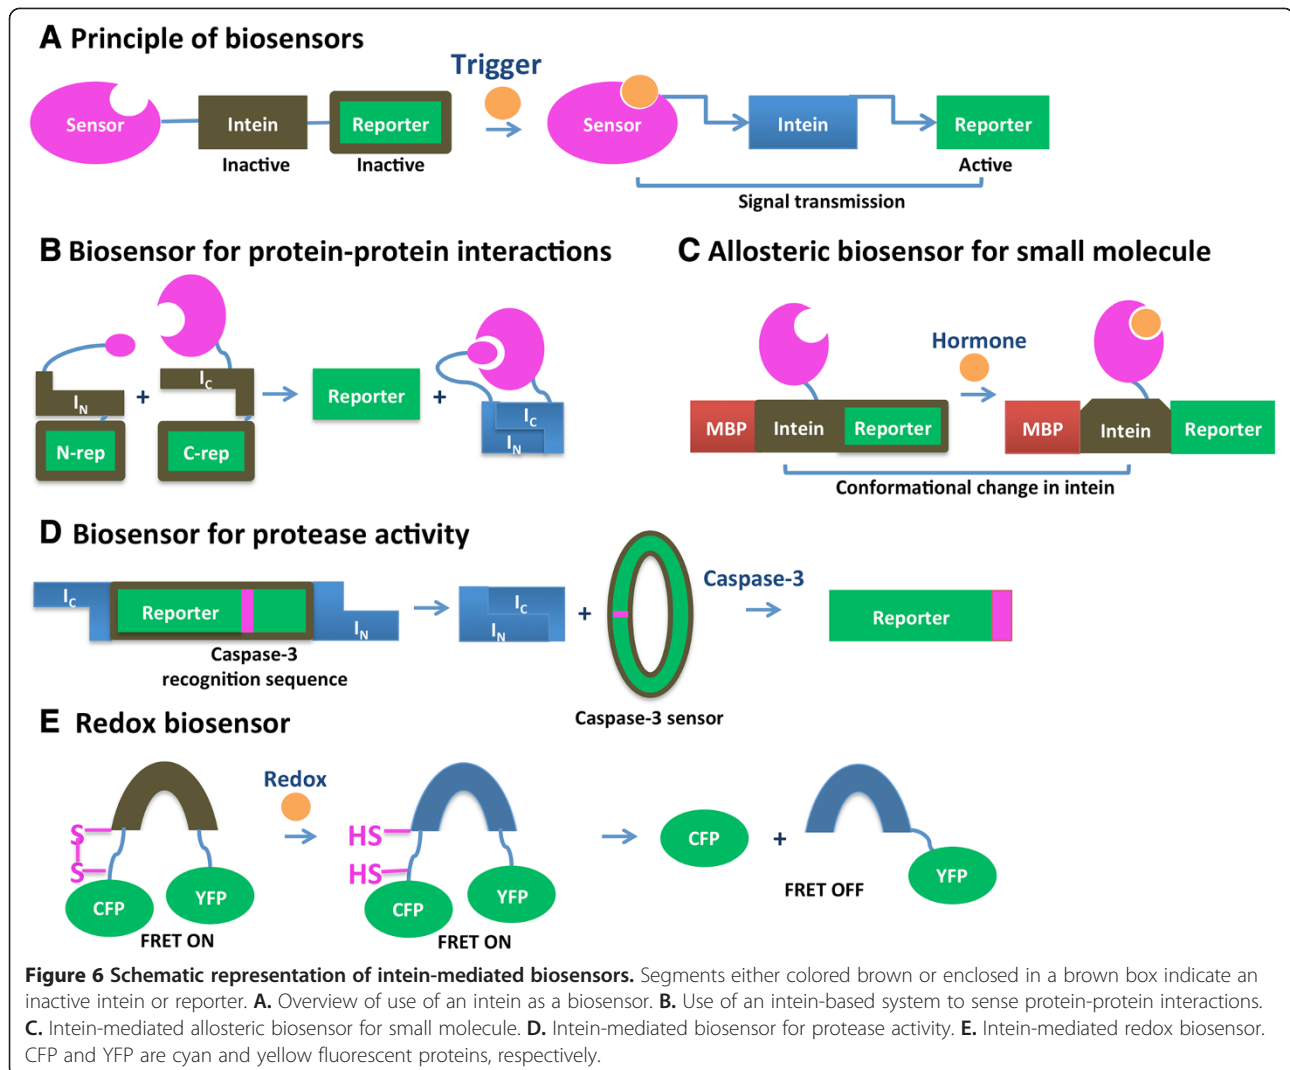 A Principle of biosensors
Trigger
Sensor
Intein
Reporter
Sensor
Intein
Reporter
Inactive
Inactive
Active
Signal transmission
B Biosensor for protein-protein interactions
C Allosteric biosensor for small molecule
Hormone
IC
IN
+
Reporter
+
IC
IN
N-rep
C-rep
MBP
Intein
Reporter
MBP
Intein
Reporter
Conformational change in intein
D Biosensor for protease activity
Caspase-3
IC
Reporter
IN
IC
IN
+
Reporter
Caspase-3
recognition sequence
Caspase-3 sensor
E Redox biosensor
Redox
S
S
HS
HS
CFP
YFP
CFP
YFP
CFP
+
YFP
FRET ON
FRET ON
FRET OFF
Figure 6 Schematic representation of intein-mediated biosensors. Segments either colored brown or enclosed in a brown box indicate an
inactive intein or reporter. A. Overview of use of an intein as a biosensor. B. Use of an intein-based system to sense protein-protein interactions.
C. Intein-mediated allosteric biosensor for small molecule. D. Intein-mediated biosensor for protease activity. E. Intein-mediated redox biosensor.
CFP and YFP are cyan and yellow fluorescent proteins, respectively.